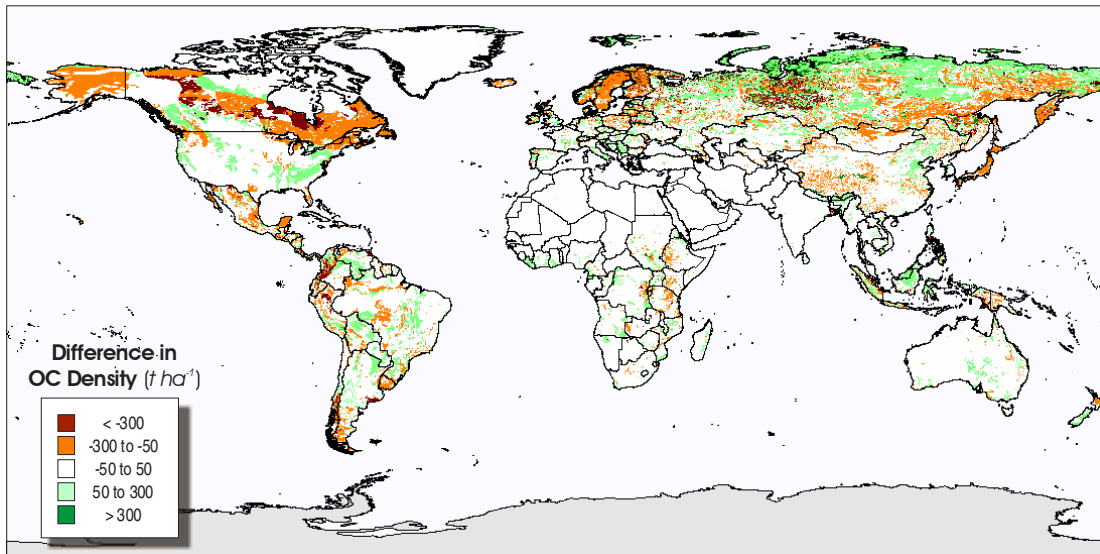 Difference in
OC Density (t ha⁻¹)
< -300
-300 to -50
-50 to 50
50 to 300
> 300